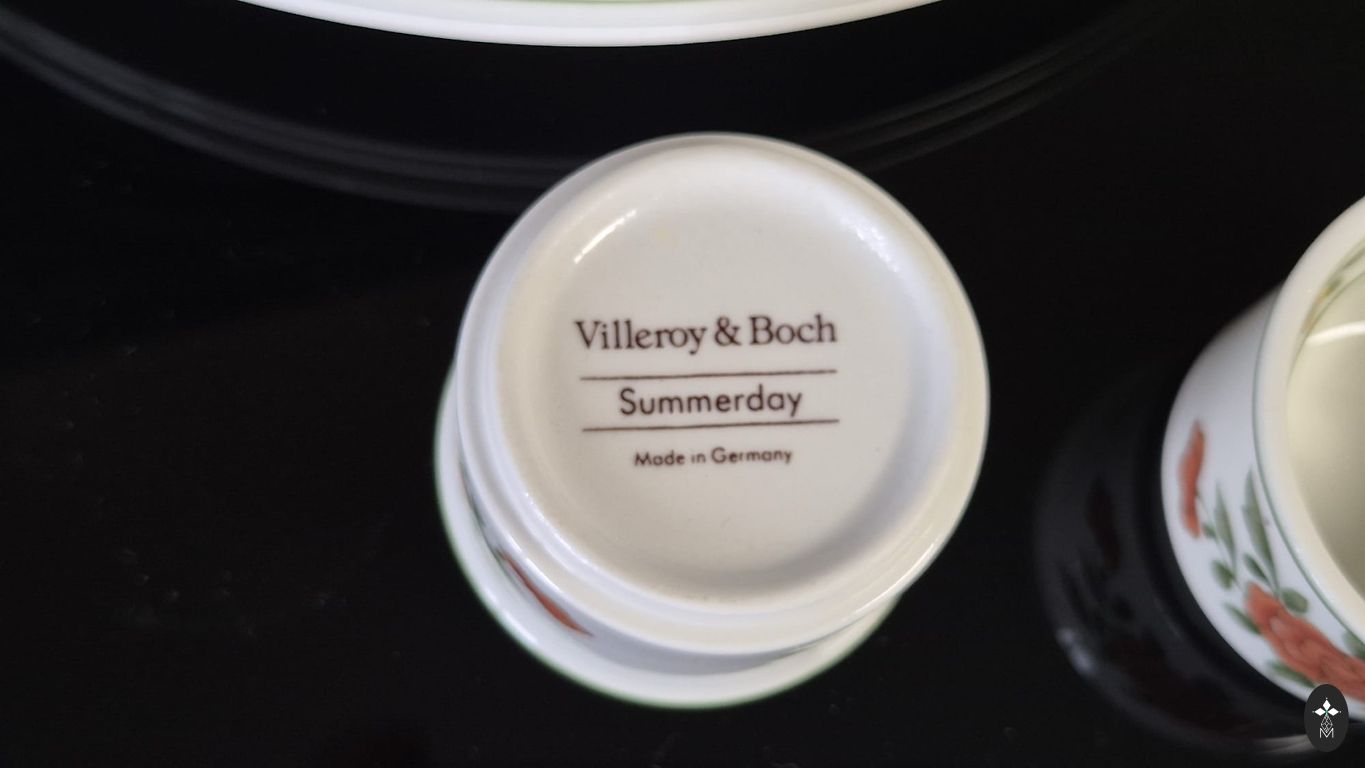 Villeroy & Boch
Summerday
Made in Germany
M